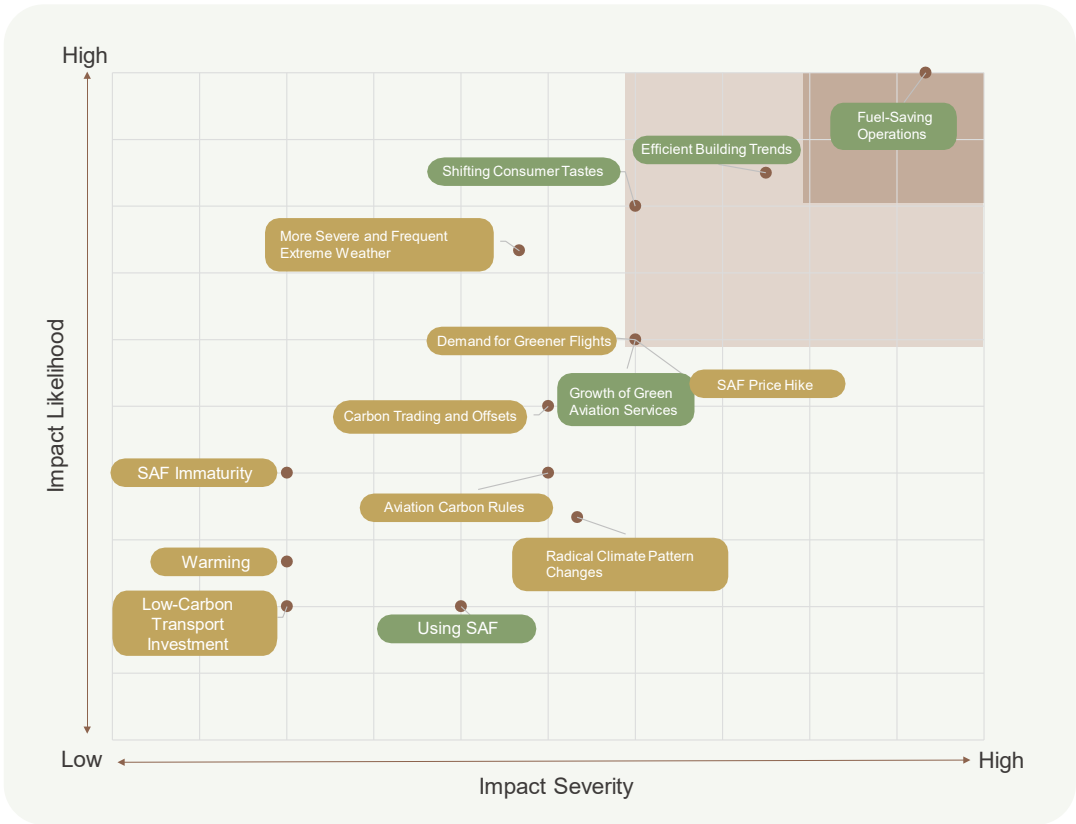 High
Fuel-Saving
Operations
Efficient Building Trends
Shifting Consumer Tastes
More Severe and Frequent
Extreme Weather
Demand for Greener Flights
SAF Price Hike
Growth of Green
Aviation Services
Carbon Trading and Offsets
Impact Likelihood
SAF Immaturity
Aviation Carbon Rules
Radical Climate Pattern
Changes
Warming
Low-Carbon
Transport
Investment
Using SAF
Low
High
Impact Severity